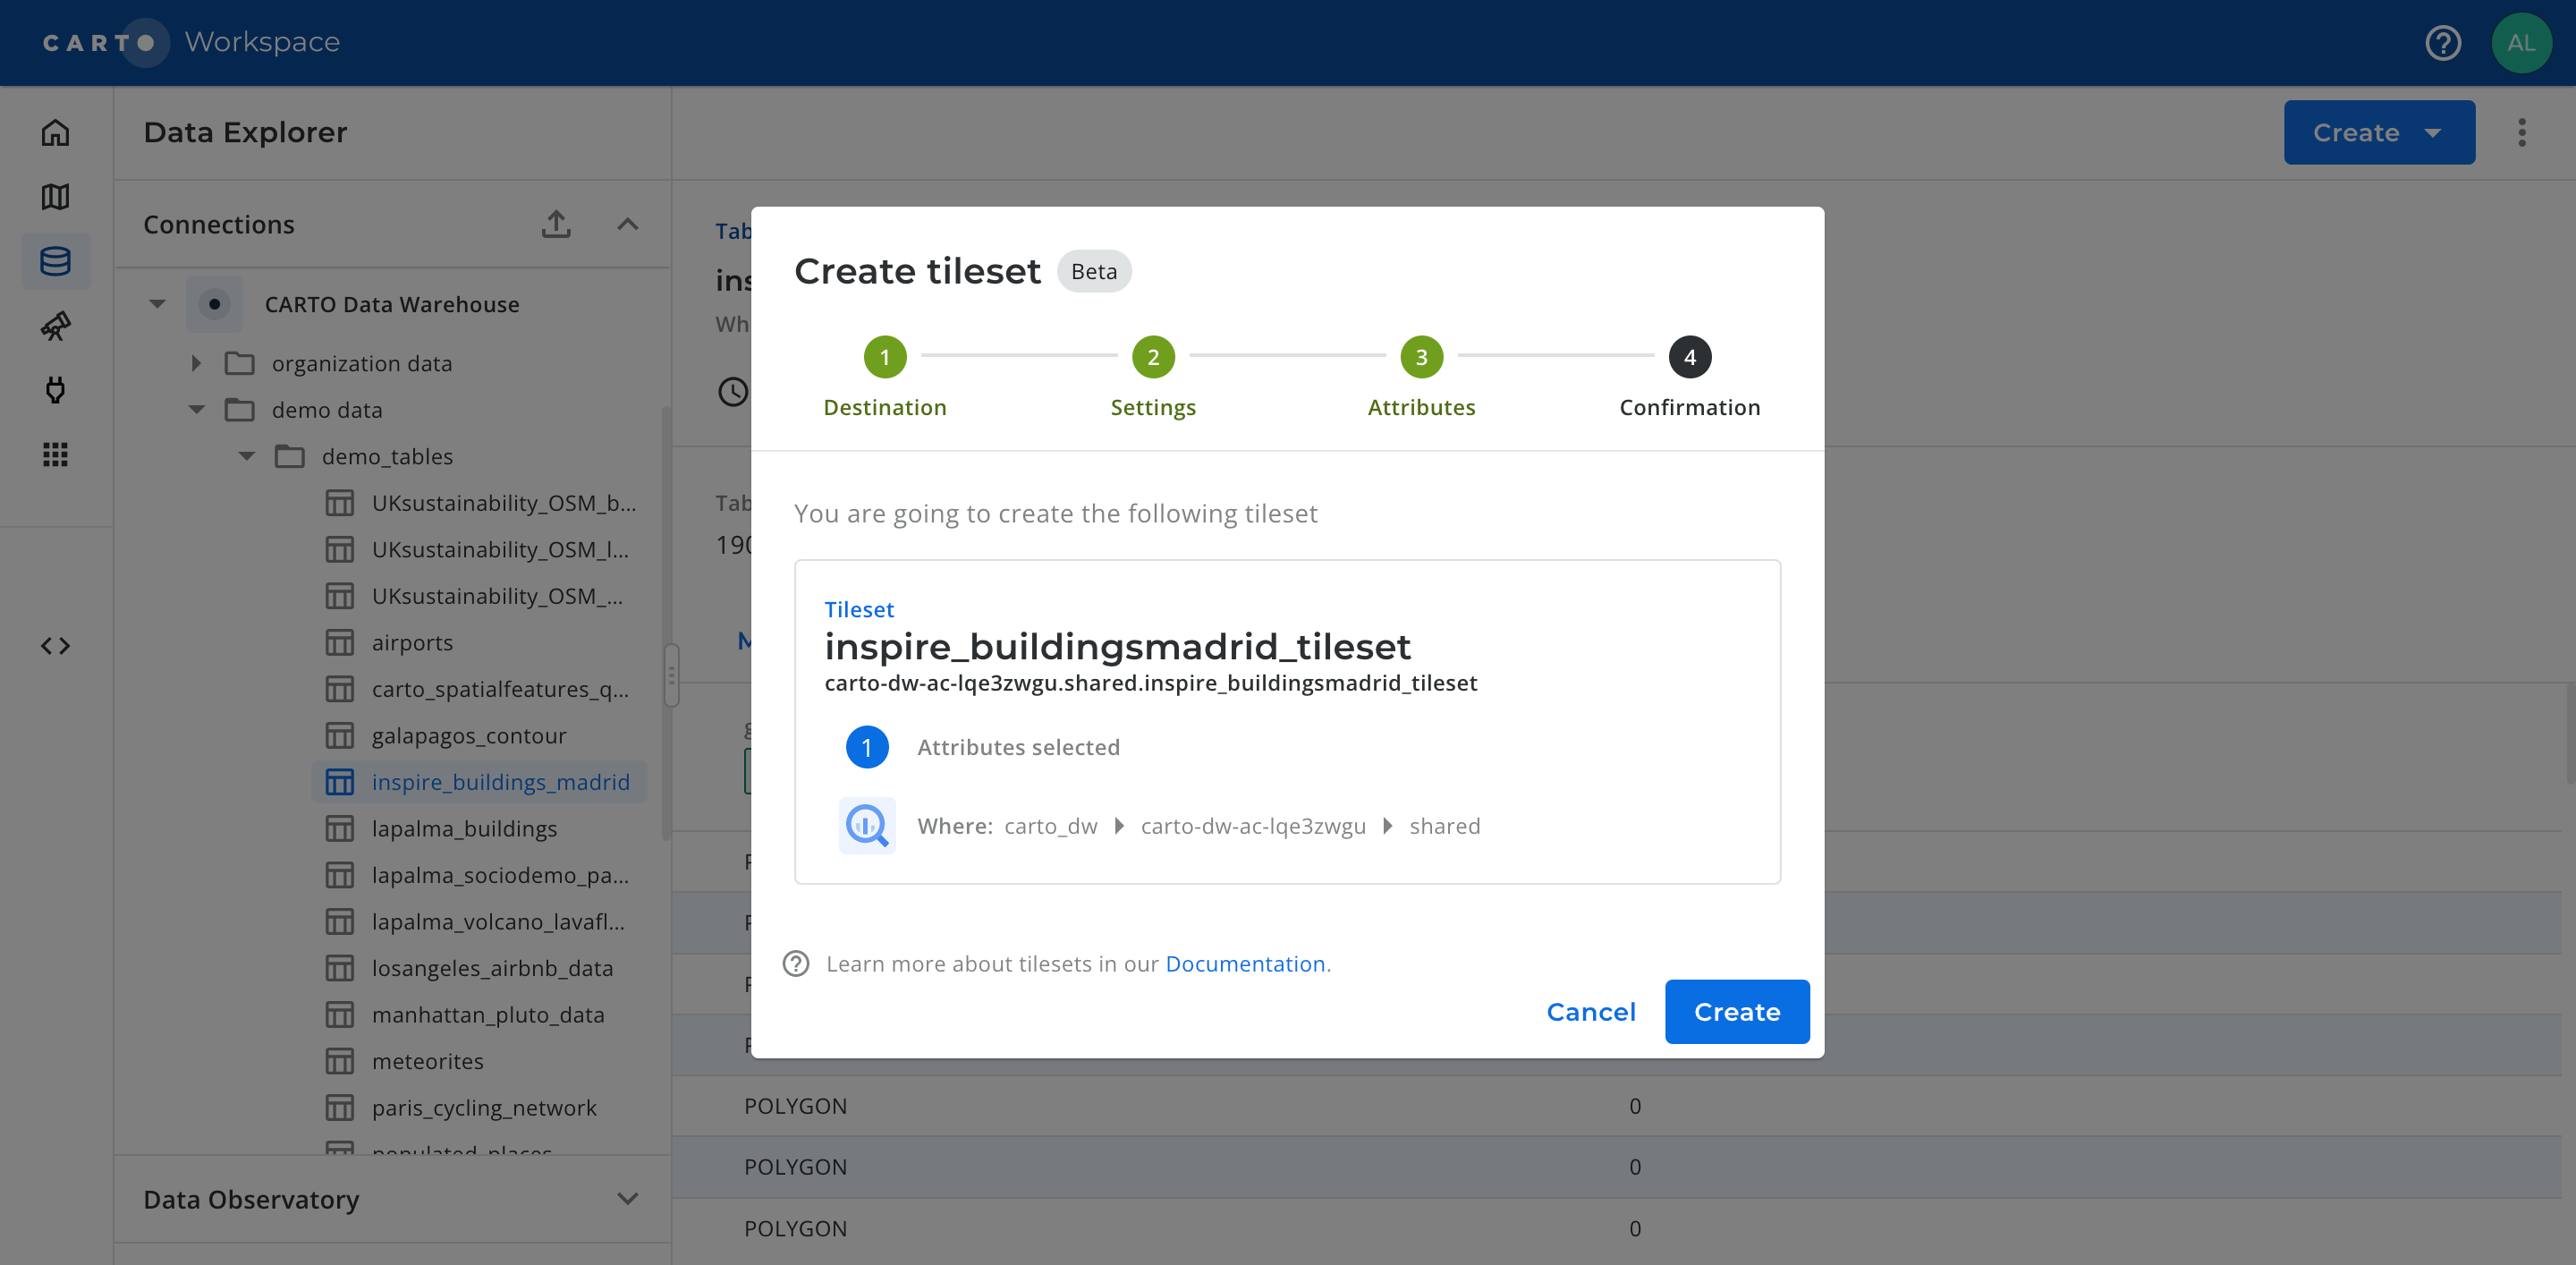 CARTO Workspace
AL
Data Explorer
Create
Connections
CARTO Data Warehouse
organization data
demo data
demo_tables
UKsustainability_OSM_b...
UKsustainability_OSM_l...
UKsustainability_OSM_...
airports
carto_spatialfeatures_q...
galapagos_contour
inspire_buildings_madrid
lapalma_buildings
lapalma_sociodemo_pa...
lapalma_volcano_lavafl...
losangeles_airbnb_data
manhattan_pluto_data
meteorites
paris_cycling_network
populated_places
Data Observatory
Tab
ins
Wh
Tab
190
Create tileset Beta
1 2 3 4
Destination Settings Attributes Confirmation
You are going to create the following tileset
Tileset
inspire_buildingsmadrid_tileset
carto-dw-ac-lqe3zwgu.shared.inspire_buildingsmadrid_tileset
1 Attributes selected
Where: carto_dw carto-dw-ac-lqe3zwgu shared
Learn more about tilesets in our Documentation.
Cancel Create
POLYGON 0
POLYGON 0
POLYGON 0